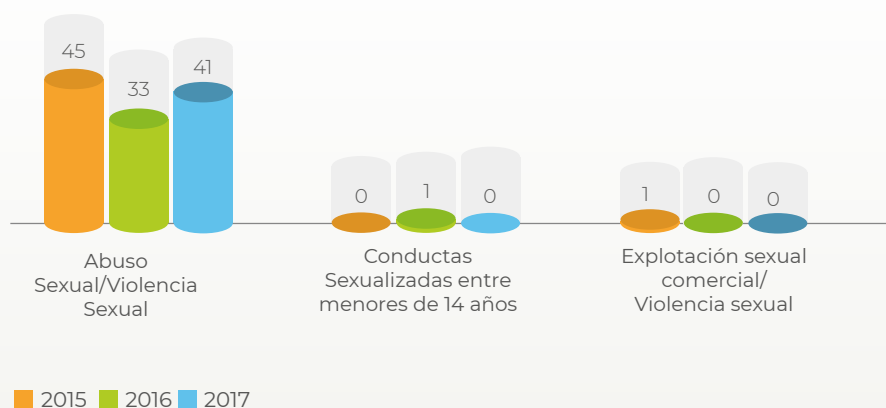 45
33
41
0
1
0
1
0
0
Abuso
Sexual/Violencia
Sexual
Conductas
Sexualizadas entre
menores de 14 años
Explotación sexual
comercial/
Violencia sexual
2015 2016 2017